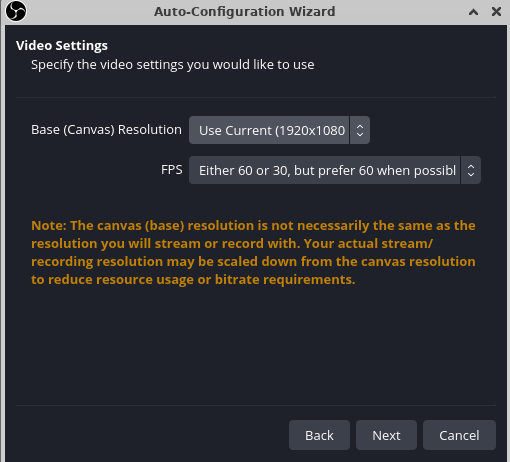 Auto-Configuration Wizard
Video Settings
Specify the video settings you would like to use
Base (Canvas) Resolution
Use Current (1920x1080
FPS
Either 60 or 30, but prefer 60 when possibl
Note: The canvas (base) resolution is not necessarily the same as the
resolution you will stream or record with. Your actual stream/
recording resolution may be scaled down from the canvas resolution
to reduce resource usage or bitrate requirements.
Back
Next
Cancel